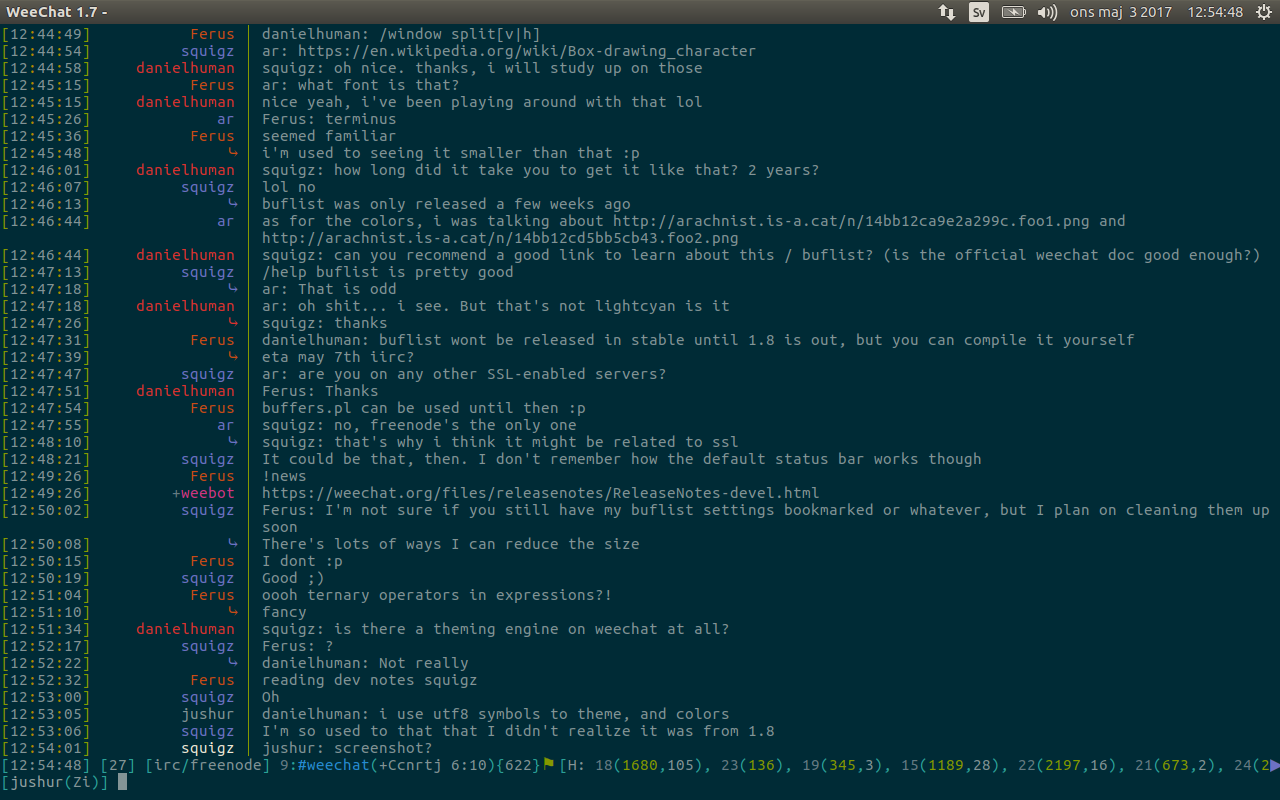 WeeChat 1.7 - Sv ons maj 3 2017 12:54:48
[12:44:49] Ferus │ danielhuman: /window split[v|h]
[12:44:54] squigz │ ar: https://en.wikipedia.org/wiki/Box-drawing_character
[12:44:58] danielhuman │ squigz: oh nice. thanks, i will study up on those
[12:45:15] Ferus │ ar: what font is that?
[12:45:15] danielhuman │ nice yeah, i've been playing around with that lol
[12:45:26] ar │ Ferus: terminus
[12:45:36] Ferus │ seemed familiar
[12:45:48] ⤷ │ i'm used to seeing it smaller than that :p
[12:46:01] danielhuman │ squigz: how long did it take you to get it like that? 2 years?
[12:46:07] squigz │ lol no
[12:46:13] ⤷ │ buflist was only released a few weeks ago
[12:46:44] ar │ as for the colors, i was talking about http://arachnist.is-a.cat/n/14bb12ca9e2a299c.foo1.png and
│ http://arachnist.is-a.cat/n/14bb12cd5bb5cb43.foo2.png
[12:46:44] danielhuman │ squigz: can you recommend a good link to learn about this / buflist? (is the official weechat doc good enough?)
[12:47:13] squigz │ /help buflist is pretty good
[12:47:18] ⤷ │ ar: That is odd
[12:47:18] danielhuman │ ar: oh shit... i see. But that's not lightcyan is it
[12:47:26] ⤷ │ squigz: thanks
[12:47:31] Ferus │ danielhuman: buflist wont be released in stable until 1.8 is out, but you can compile it yourself
[12:47:39] ⤷ │ eta may 7th iirc?
[12:47:47] squigz │ ar: are you on any other SSL-enabled servers?
[12:47:51] danielhuman │ Ferus: Thanks
[12:47:54] Ferus │ buffers.pl can be used until then :p
[12:47:55] ar │ squigz: no, freenode's the only one
[12:48:10] ⤷ │ squigz: that's why i think it might be related to ssl
[12:48:21] squigz │ It could be that, then. I don't remember how the default status bar works though
[12:49:26] Ferus │ !news
[12:49:26] +weebot │ https://weechat.org/files/releasenotes/ReleaseNotes-devel.html
[12:50:02] squigz │ Ferus: I'm not sure if you still have my buflist settings bookmarked or whatever, but I plan on cleaning them up
│ soon
[12:50:08] ⤷ │ There's lots of ways I can reduce the size
[12:50:15] Ferus │ I dont :p
[12:50:19] squigz │ Good ;)
[12:51:04] Ferus │ oooh ternary operators in expressions?!
[12:51:10] ⤷ │ fancy
[12:51:34] danielhuman │ squigz: is there a theming engine on weechat at all?
[12:52:17] squigz │ Ferus: ?
[12:52:22] ⤷ │ danielhuman: Not really
[12:52:32] Ferus │ reading dev notes squigz
[12:53:00] squigz │ Oh
[12:53:05] jushur │ danielhuman: i use utf8 symbols to theme, and colors
[12:53:06] squigz │ I'm so used to that that I didn't realize it was from 1.8
[12:54:01] squigz │ jushur: screenshot?
[12:54:48] [27] [irc/freenode] 9:#weechat(+Ccnrtj 6:10){622}⚑[H: 18(1680,105), 23(136), 19(345,3), 15(1189,28), 22(2197,16), 21(673,2), 24(2▶
[jushur(Zi)]